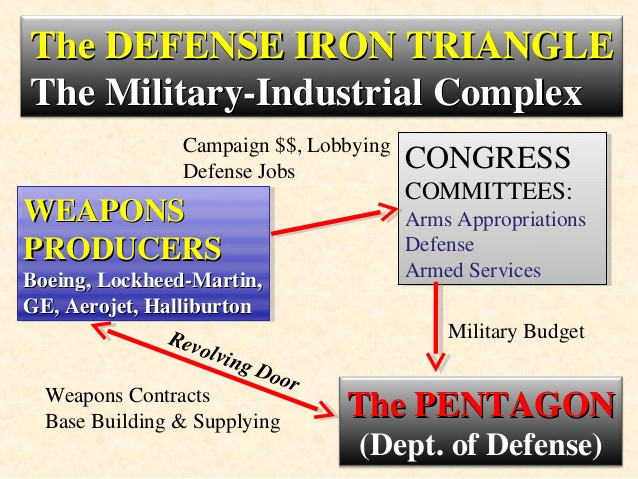 The DEFENSE IRON TRIANGLE
The Military-Industrial Complex
Campaign $$, Lobbying
Defense Jobs
CONGRESS
COMMITTEES:
Arms Appropriations
Defense
Armed Services
WEAPONS
PRODUCERS
Boeing, Lockheed-Martin,
GE, Aerojet, Halliburton
Military Budget
Revolving Door
Weapons Contracts
Base Building & Supplying
The PENTAGON
(Dept. of Defense)